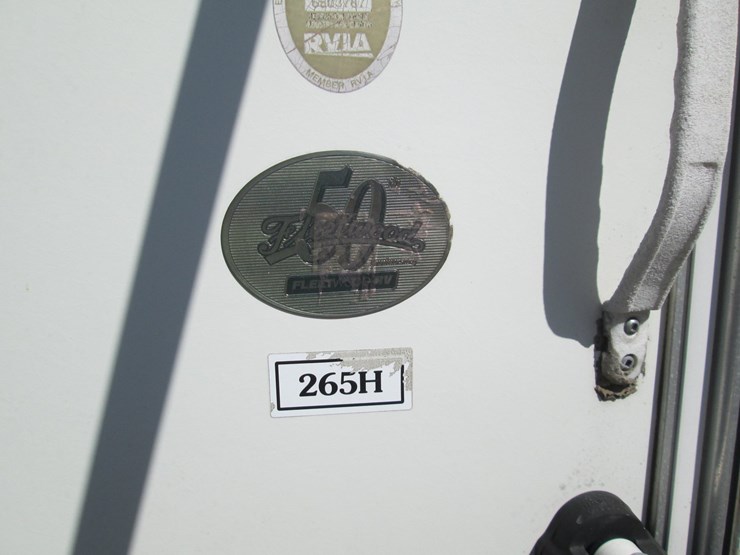 RVIA
MEMBER RVIA
50
Fleetwood
FLEETWOOD RV
265H